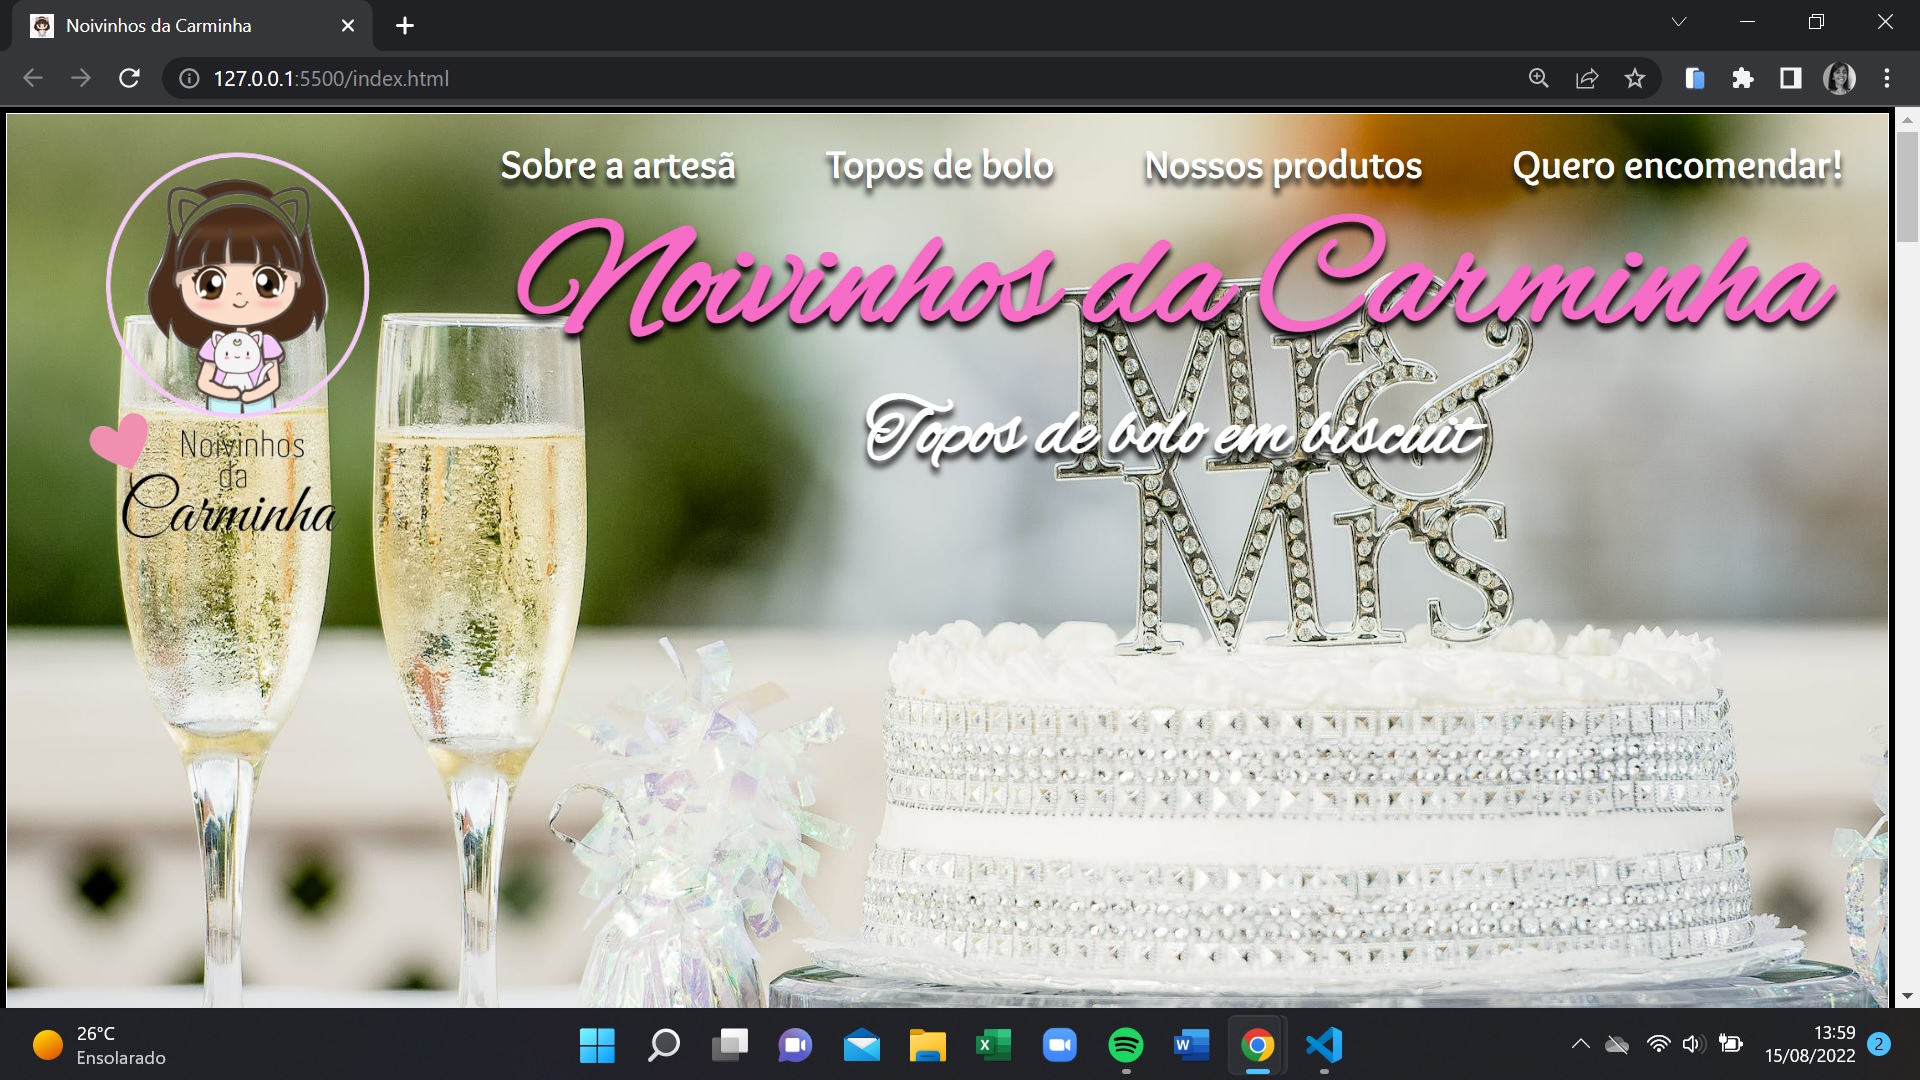 Noivinhos da Carminha
127.0.0.1:5500/index.html
Sobre a artesã
Topos de bolo
Nossos produtos
Quero encomendar!
Noivinhos da Carminha
Topos de bolo em biscuit
Noivinhos
da
Carminha
Mr&
Mrs
26°C
Ensolarado
X
W
13:59
15/08/2022
2